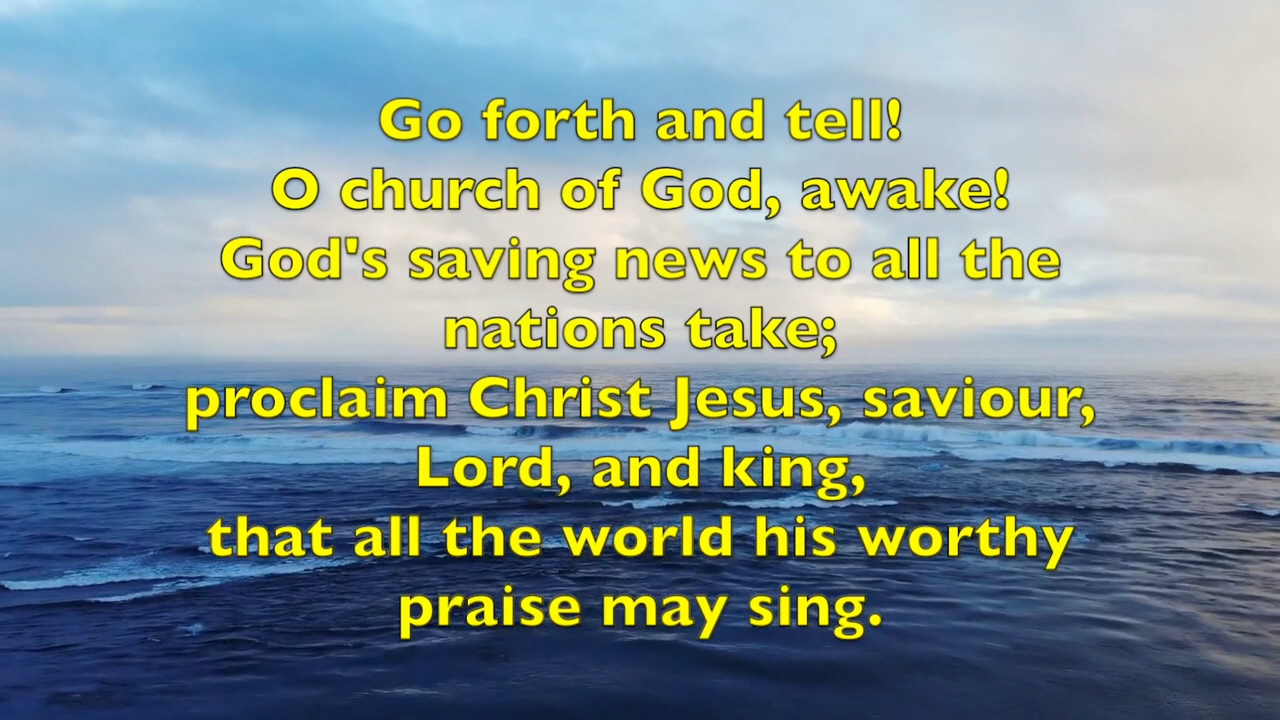 Go forth and tell!
O church of God, awake!
God's saving news to all the
nations take;
proclaim Christ Jesus, saviour,
Lord, and king,
that all the world his worthy
praise may sing.